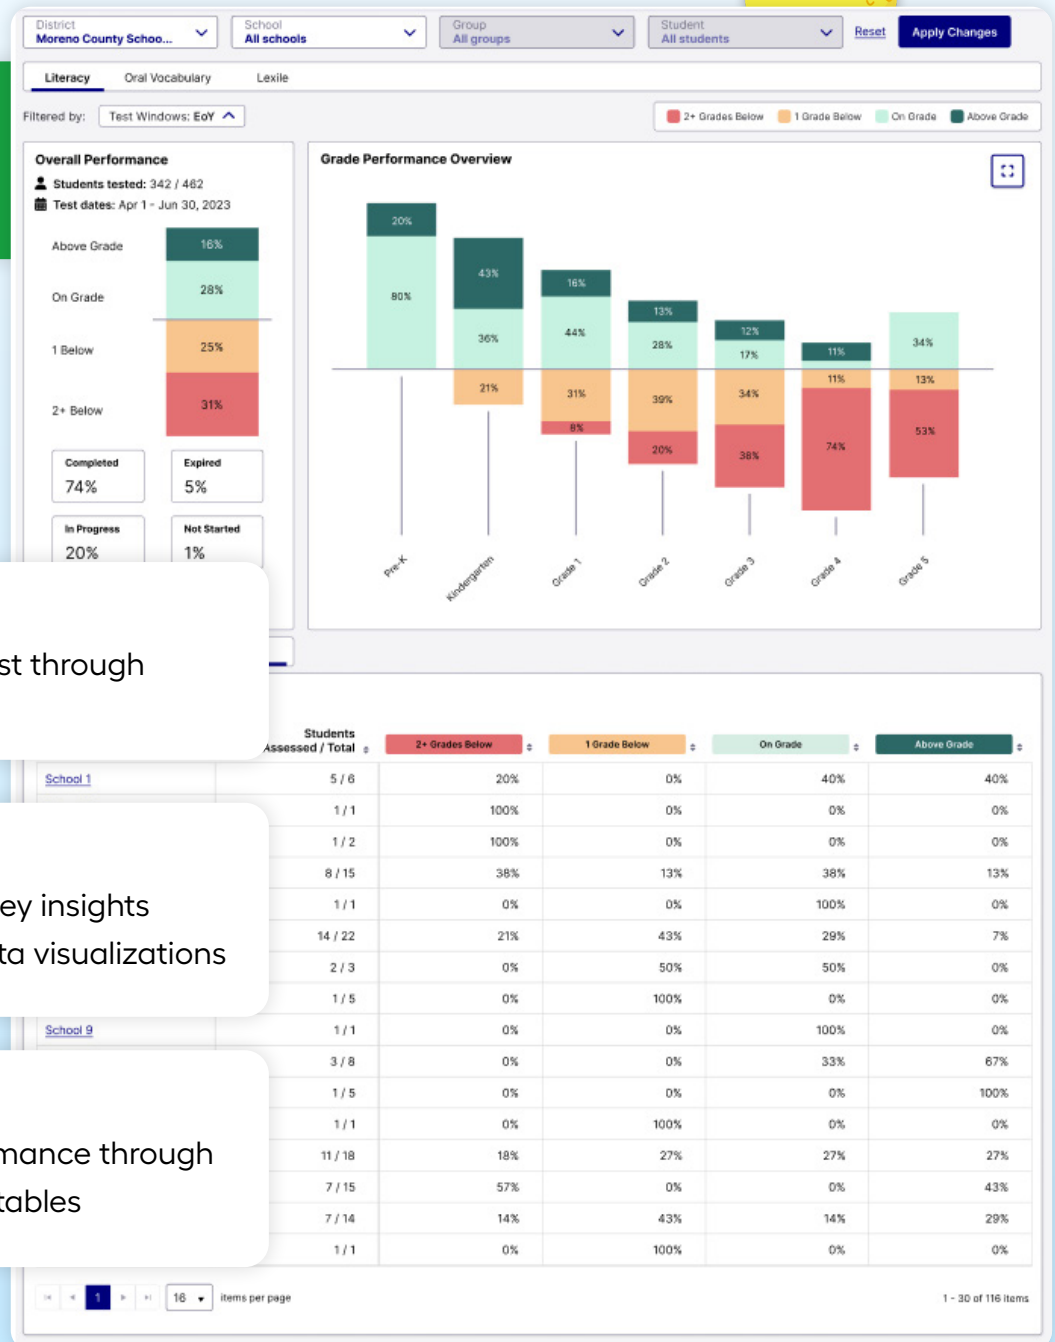 District School Group Student
Moreno County Schoo... All schools All groups All students Reset Apply Changes
Literacy Oral Vocabulary Lexile
Filtered by: Test Windows: EoY
2+ Grades Below 1 Grade Below On Grade Above Grade
Overall Performance
Students tested: 342 / 462
Test dates: Apr 1 - Jun 30, 2023
Above Grade 16%
On Grade 28%
1 Below 25%
2+ Below 31%
Completed Expired
74% 5%
In Progress Not Started
20% 1%
Grade Performance Overview
20%
80%
43%
36%
21%
16%
44%
31%
8%
13%
28%
39%
20%
12%
17%
34%
38%
11%
11%
74%
34%
13%
53%
Pre-K Kindergarten Grade 1 Grade 2 Grade 3 Grade 4 Grade 5
st through
ey insights
ta visualizations
mance through
tables
Students
Assessed / Total 2+ Grades Below 1 Grade Below On Grade Above Grade
School 1 5 / 6 20% 0% 40% 40%
1 / 1 100% 0% 0% 0%
1 / 2 100% 0% 0% 0%
8 / 15 38% 13% 38% 13%
1 / 1 0% 0% 100% 0%
14 / 22 21% 43% 29% 7%
2 / 3 0% 50% 50% 0%
1 / 5 0% 100% 0% 0%
School 9 1 / 1 0% 0% 100% 0%
3 / 8 0% 0% 33% 67%
1 / 5 0% 0% 0% 100%
1 / 1 0% 100% 0% 0%
11 / 18 18% 27% 27% 27%
7 / 15 57% 0% 0% 43%
7 / 14 14% 43% 14% 29%
1 / 1 0% 100% 0% 0%
1 16 items per page 1 - 30 of 116 items